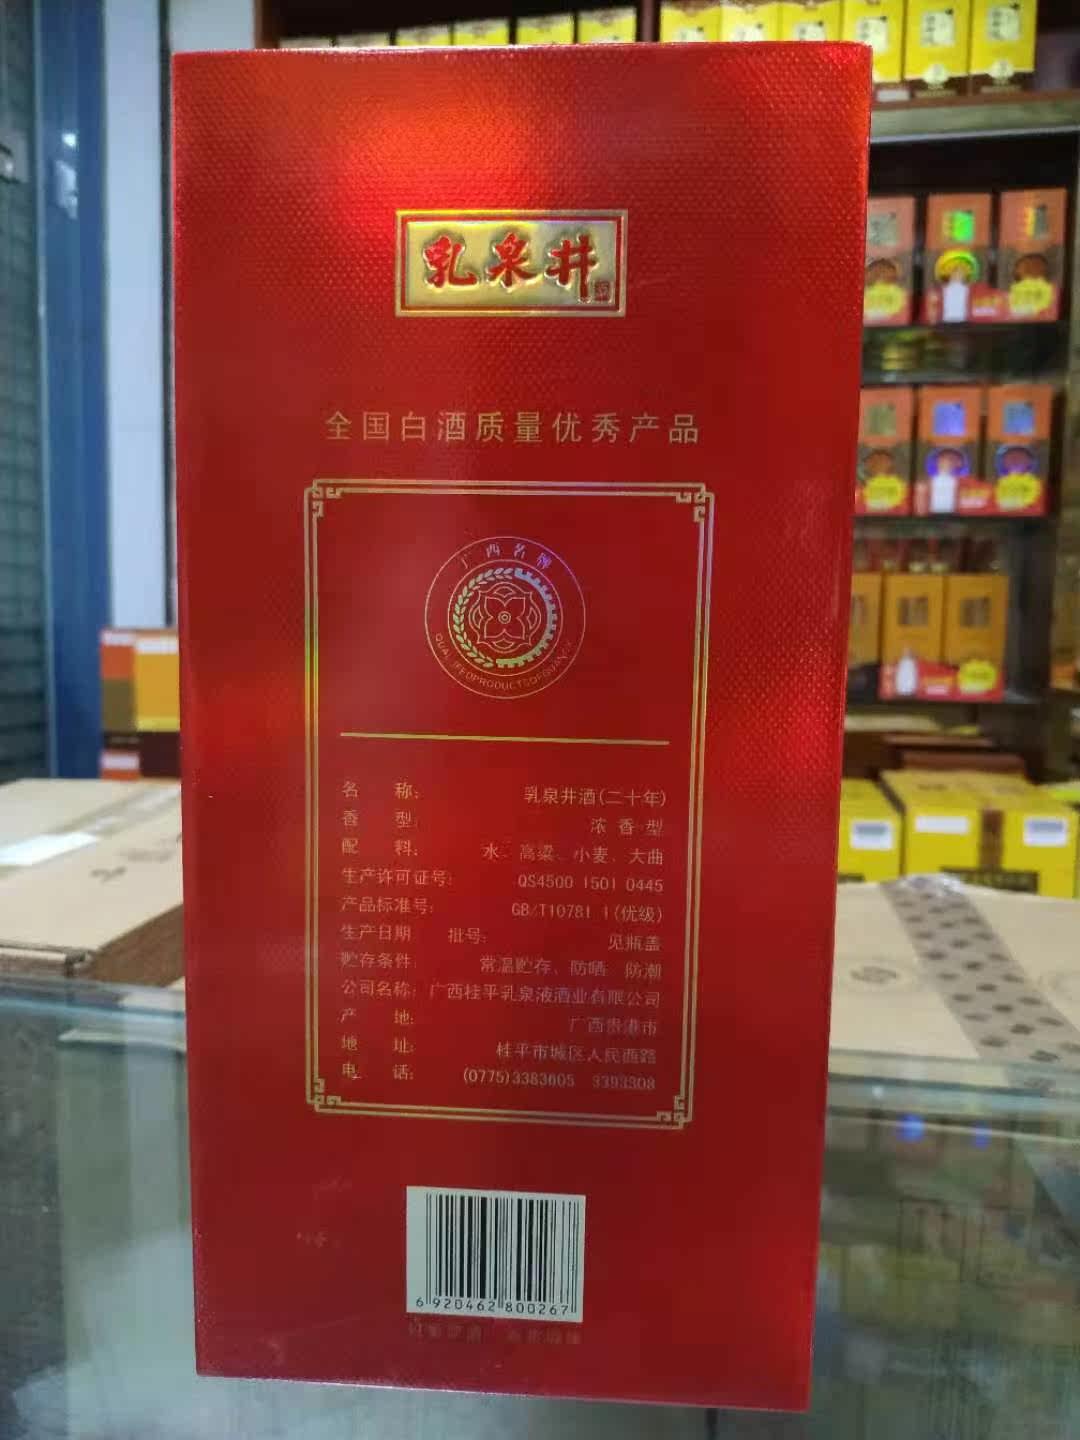 乳泉井
全国白酒质量优秀产品
广西名牌
名 称: 乳泉井酒(二十年)
香 型: 浓香型
配 料: 水、高粱、小麦、大曲
生产许可证号: QS4500 1501 0445
产品标准号: GB/T10781 1(优级)
生产日期 批号: 见瓶盖
贮存条件: 常温贮存、防晒 防潮
公司名称: 广西桂平乳泉液酒业有限公司
产 地: 广西贵港市
地 址: 桂平市城区人民西路
电 话: (0775)3383605 3393308
6 920462 800267